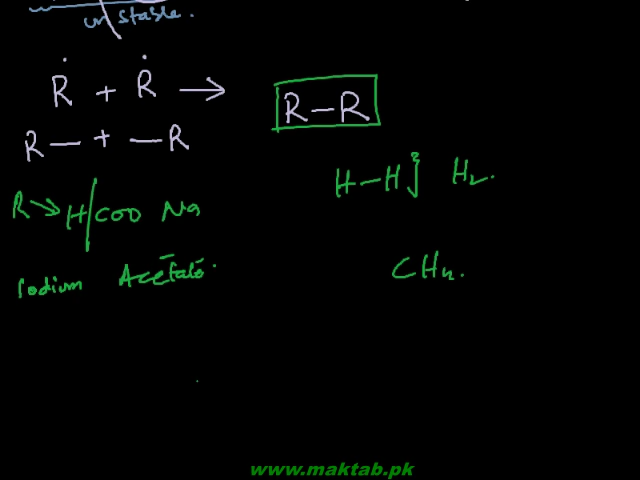 unstable.
Ṙ + Ṙ →
R—R
R— + —R
H—H] H₂.
R→H/COO Na
Sodium Acetate.
CH₄.
www.maktab.pk